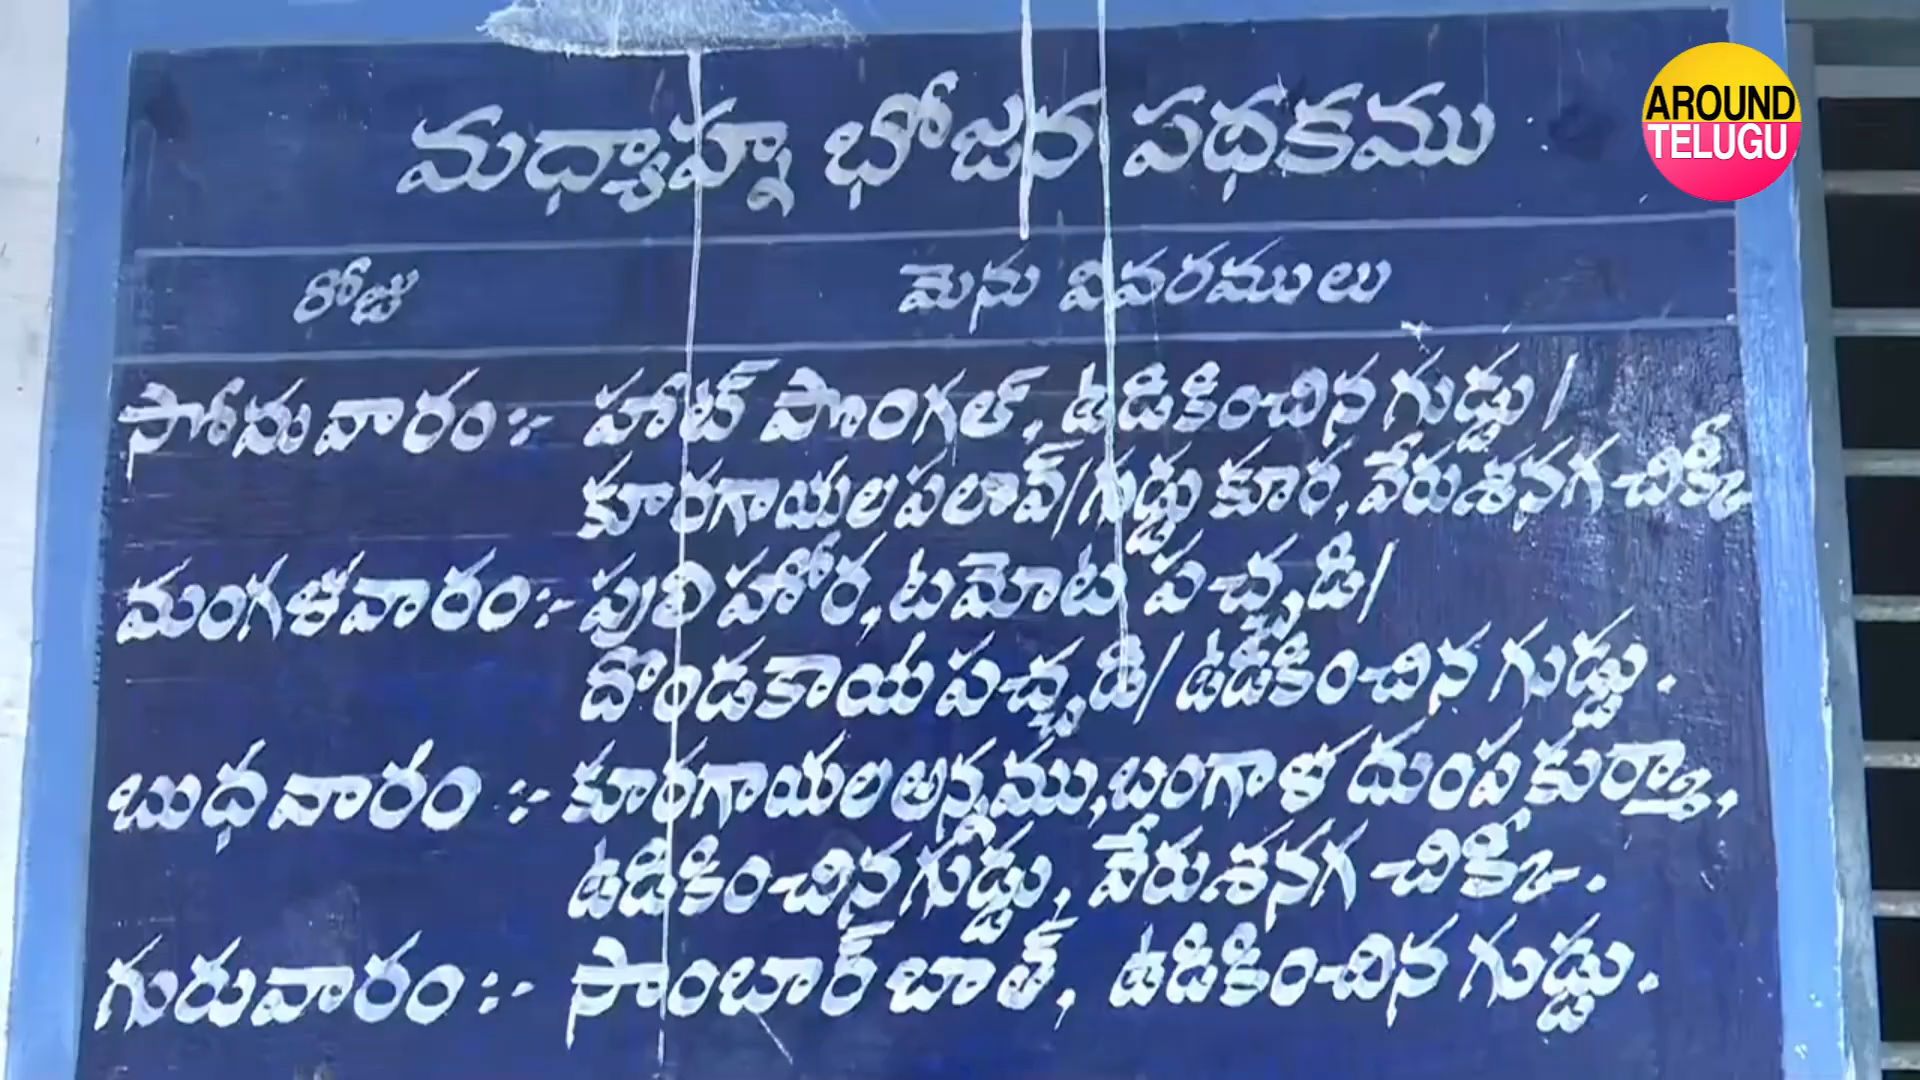 మధ్యాహ్న భోజన పథకము
AROUND
TELUGU
రోజు మెను వివరములు
సోమవారం:- హాట్ పొంగల్, ఉడికించిన గుడ్డు/
కూరగాయల పలావ్/గుడ్డు కూర, వేరుశనగ చిక్కీ
మంగళవారం:- పులిహోర, టమోట పచ్చడి/
దొండకాయ పచ్చడి/ ఉడికించిన గుడ్డు.
బుధవారం :- కూరగాయల అన్నము, బంగాళ దుంప కుర్మా,
ఉడికించిన గుడ్డు, వేరుశనగ చిక్కీ.
గురువారం:- సాంబార్ బాత్, ఉడికించిన గుడ్డు.